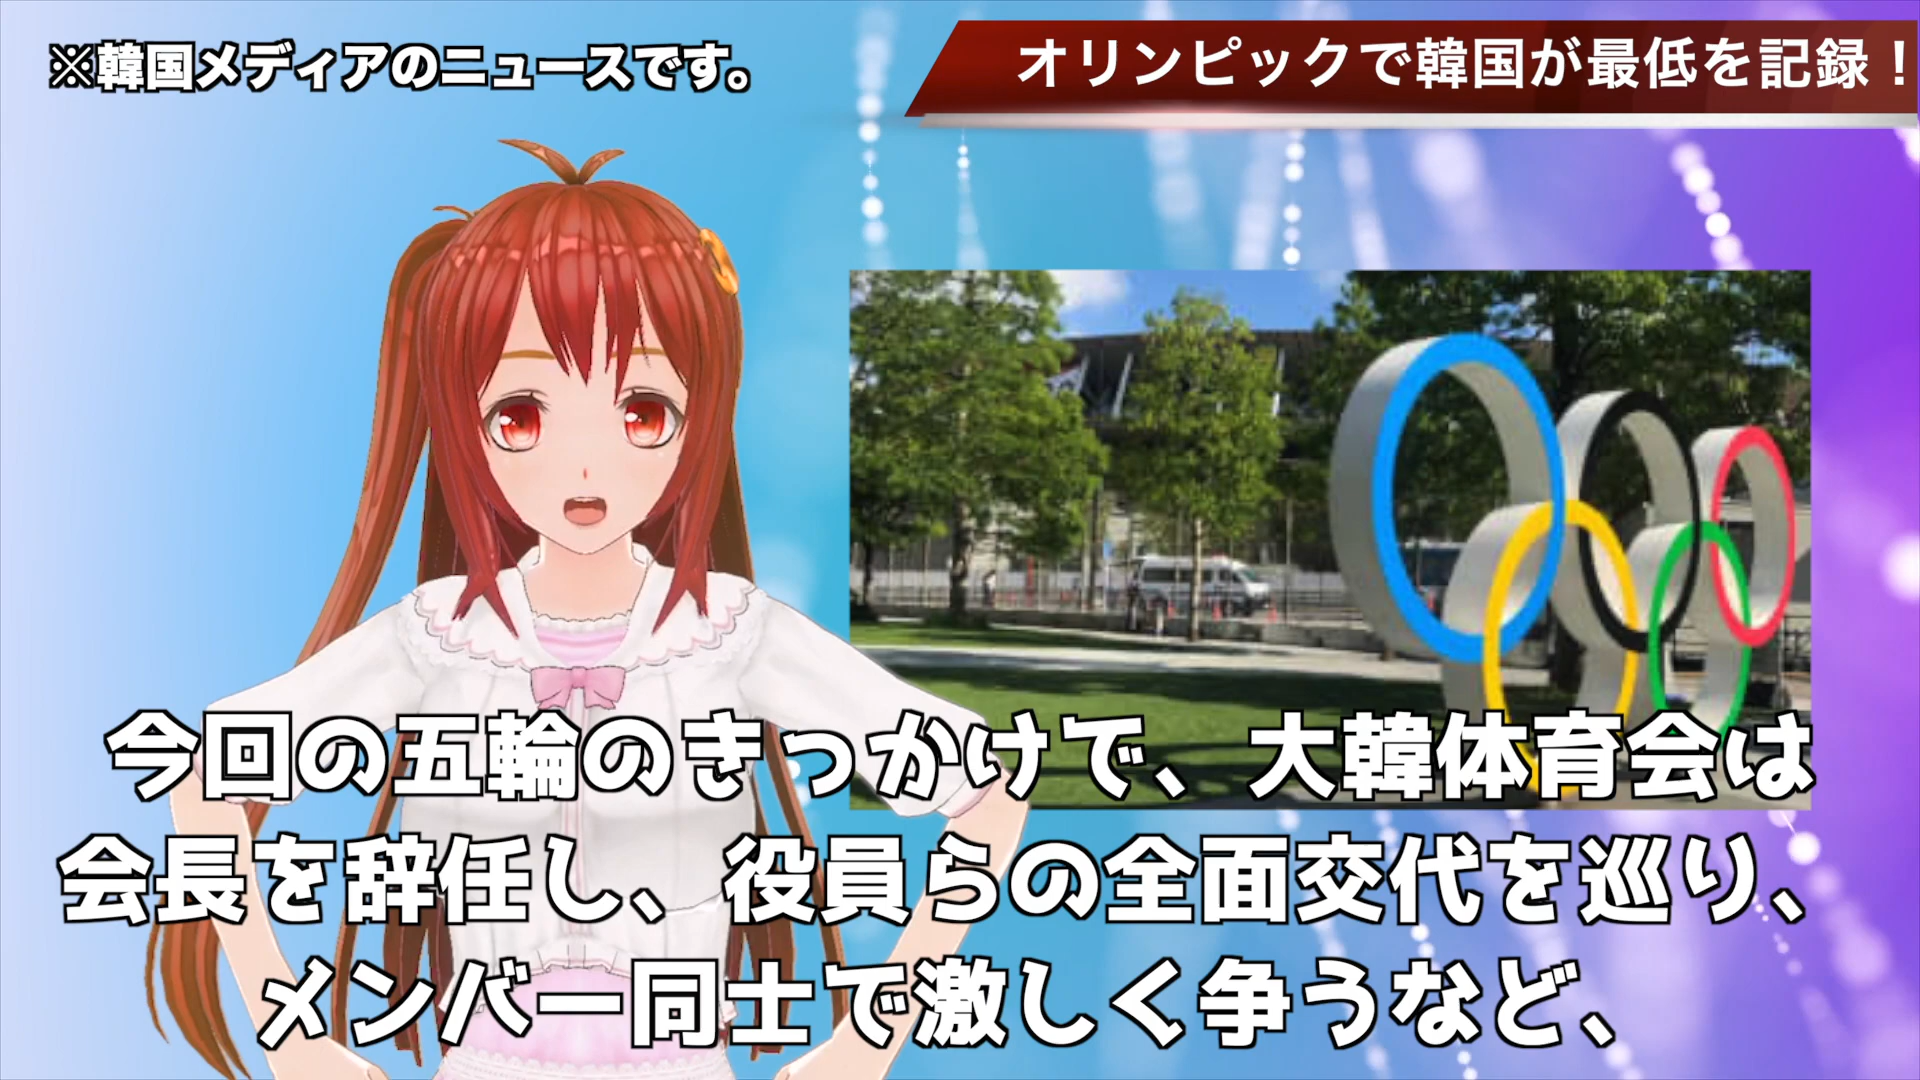 ※韓国メディアのニュースです。
オリンピックで韓国が最低を記録！
今回の五輪のきっかけで、大韓体育会は
会長を辞任し、役員らの全面交代を巡り、
メンバー同士で激しく争うなど、